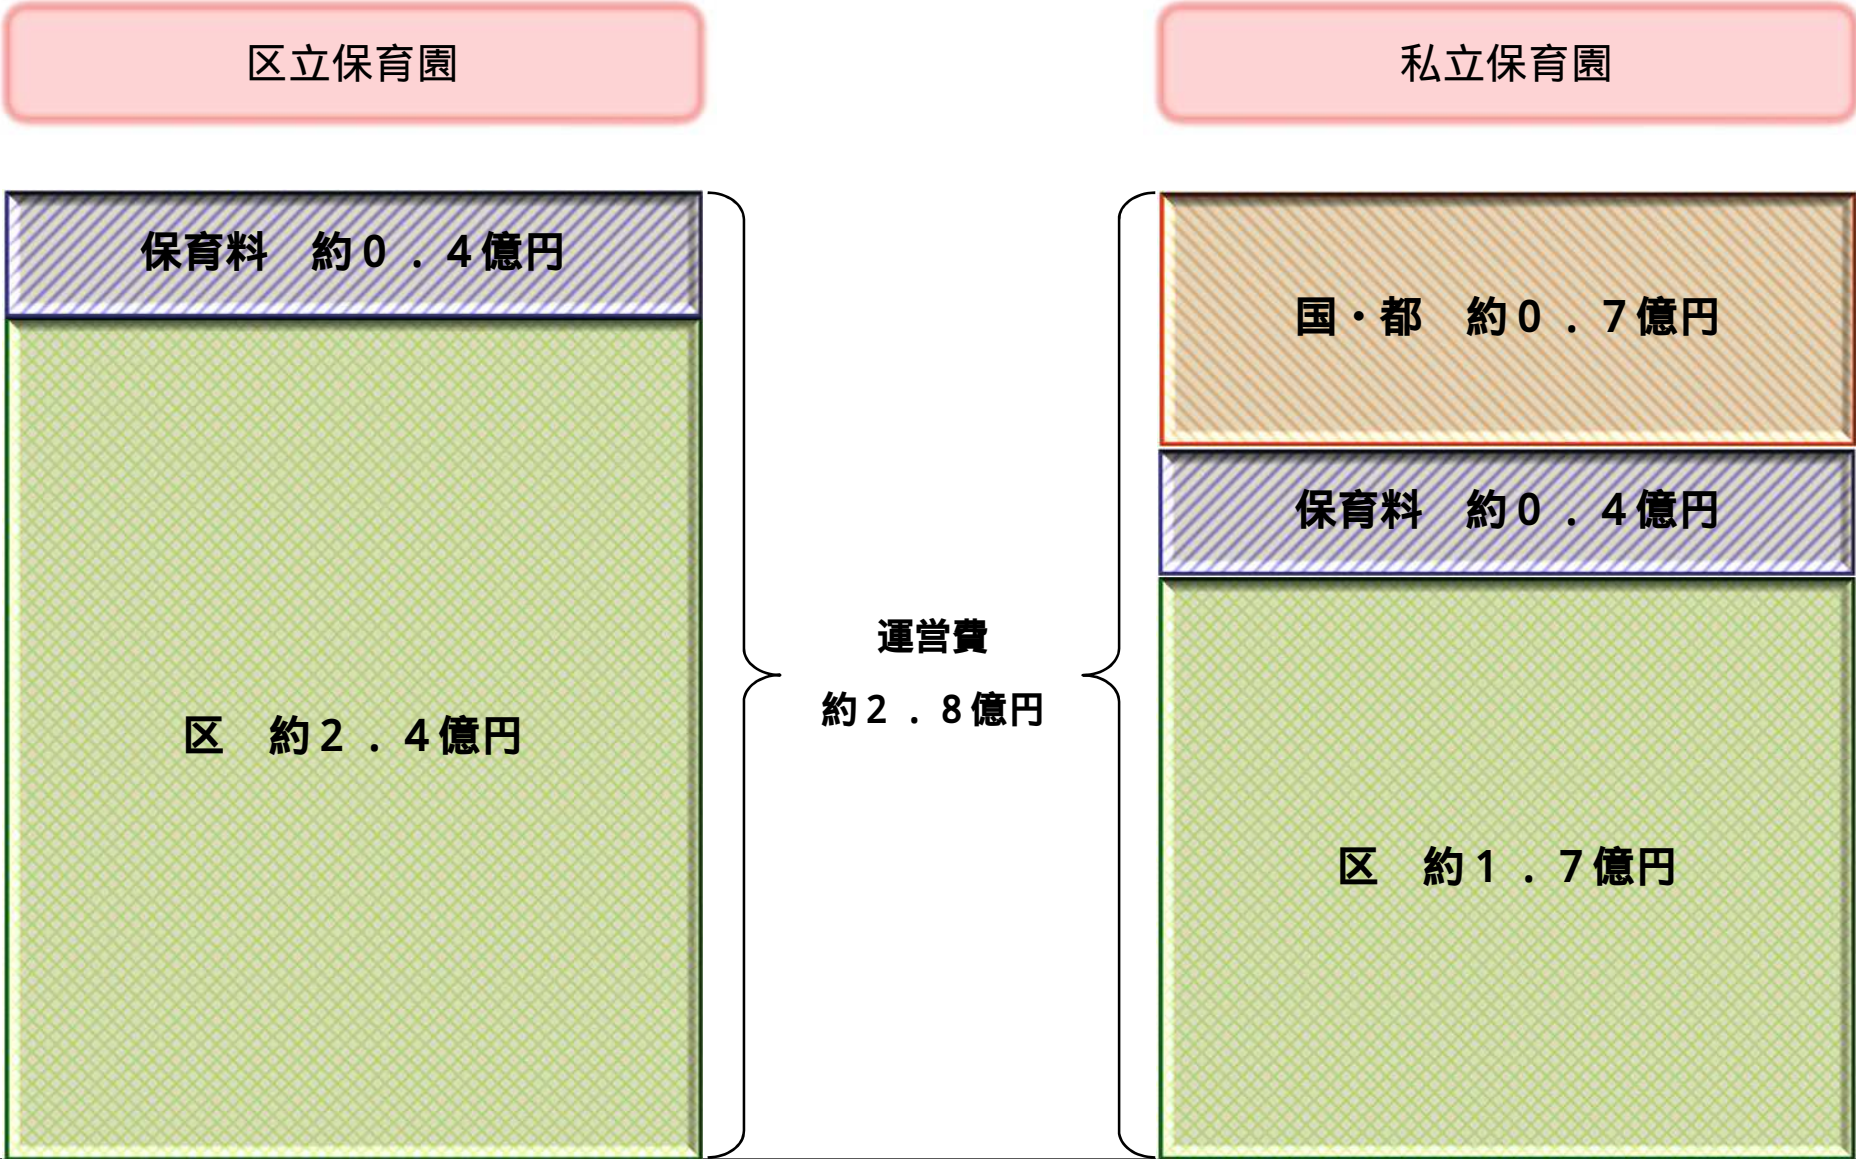 区立保育園
私立保育園
保育料　約０．４億円
区　約２．４億円
運営費
約２．８億円
国・都　約０．７億円
保育料　約０．４億円
区　約１．７億円